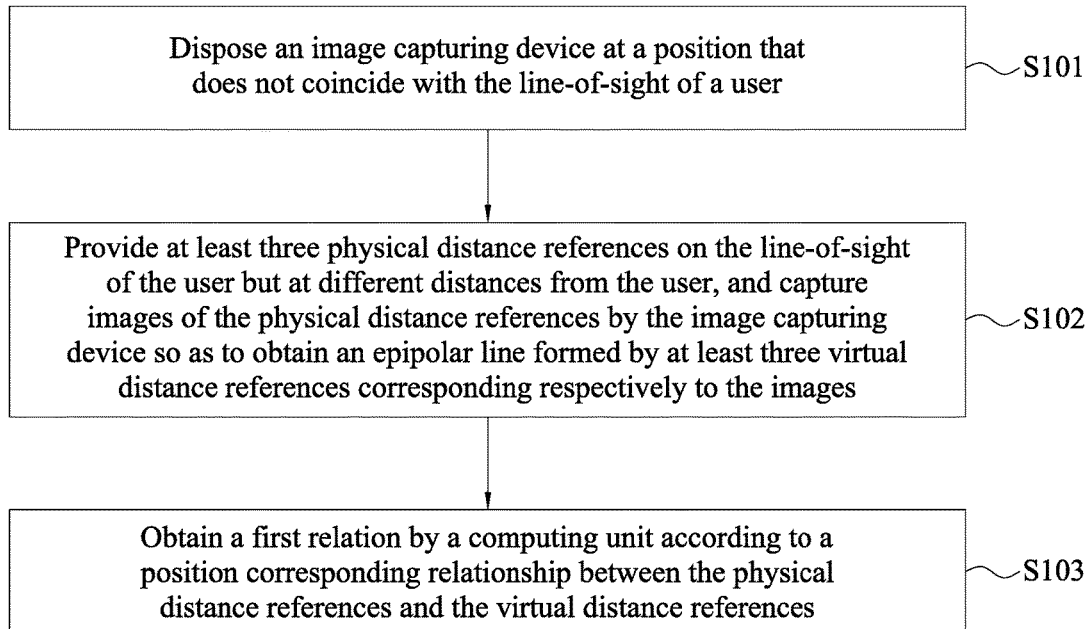 Dispose an image capturing device at a position that
does not coincide with the line-of-sight of a user
S101
Provide at least three physical distance references on the line-of-sight
of the user but at different distances from the user, and capture
images of the physical distance references by the image capturing
device so as to obtain an epipolar line formed by at least three virtual
distance references corresponding respectively to the images
S102
Obtain a first relation by a computing unit according to a
position corresponding relationship between the physical
distance references and the virtual distance references
S103